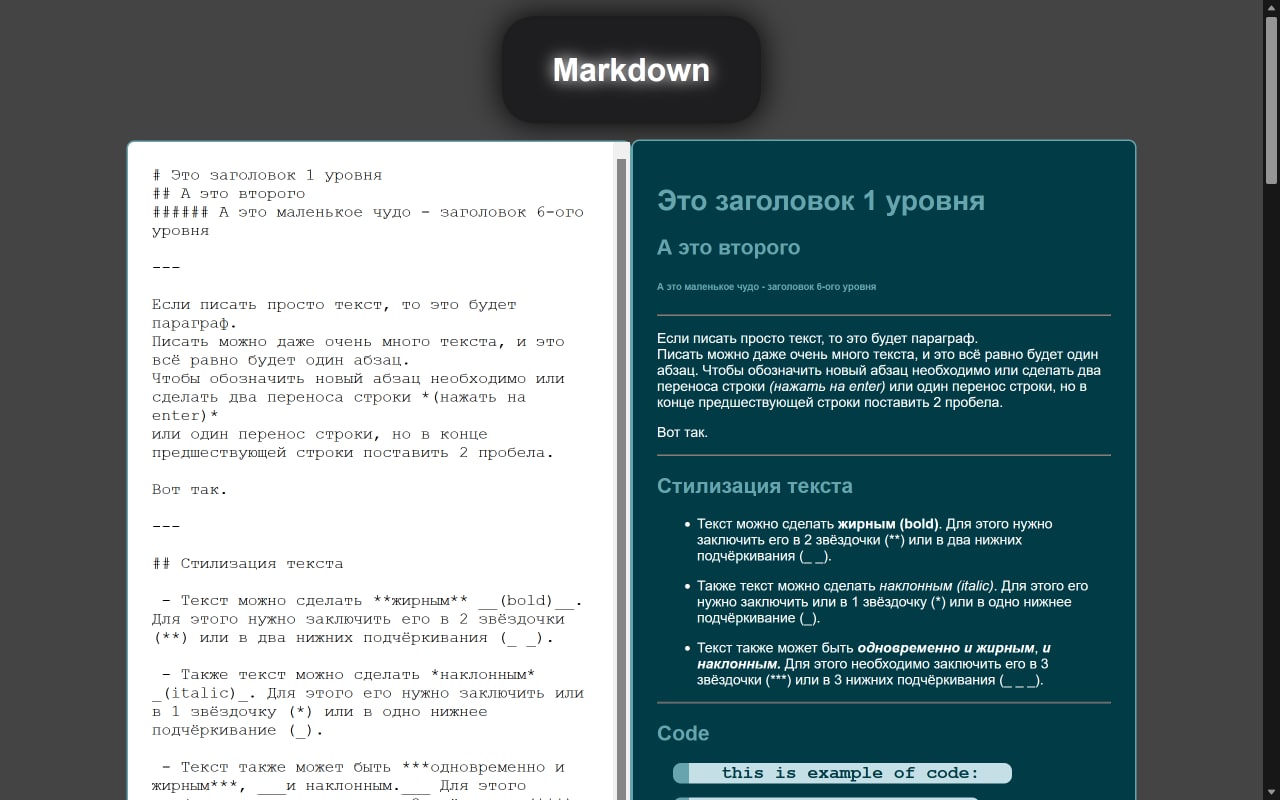 Markdown
# Это заголовок 1 уровня
## А это второго
###### А это маленькое чудо - заголовок 6-ого
уровня
---
Если писать просто текст, то это будет
параграф.
Писать можно даже очень много текста, и это
всё равно будет один абзац.
Чтобы обозначить новый абзац необходимо или
сделать два переноса строки *(нажать на
enter)*
или один перенос строки, но в конце
предшествующей строки поставить 2 пробела.
Вот так.
---
## Стилизация текста
- Текст можно сделать **жирным** __(bold)__.
Для этого нужно заключить его в 2 звёздочки
(**) или в два нижних подчёркивания (_ _).
- Также текст можно сделать *наклонным*
_(italic)_. Для этого его нужно заключить или
в 1 звёздочку (*) или в одно нижнее
подчёркивание (_).
- Текст также может быть ***одновременно и
жирным***, ___и наклонным.___ Для этого
Это заголовок 1 уровня
А это второго
А это маленькое чудо - заголовок 6-ого уровня
Если писать просто текст, то это будет параграф.
Писать можно даже очень много текста, и это всё равно будет один
абзац. Чтобы обозначить новый абзац необходимо или сделать два
переноса строки (нажать на enter) или один перенос строки, но в
конце предшествующей строки поставить 2 пробела.
Вот так.
Стилизация текста
• Текст можно сделать жирным (bold). Для этого нужно
заключить его в 2 звёздочки (**) или в два нижних
подчёркивания (_ _).
• Также текст можно сделать наклонным (italic). Для этого его
нужно заключить или в 1 звёздочку (*) или в одно нижнее
подчёркивание (_).
• Текст также может быть одновременно и жирным, и
наклонным. Для этого необходимо заключить его в 3
звёздочки (***) или в 3 нижних подчёркивания (_ _ _).
Code
this is example of code: